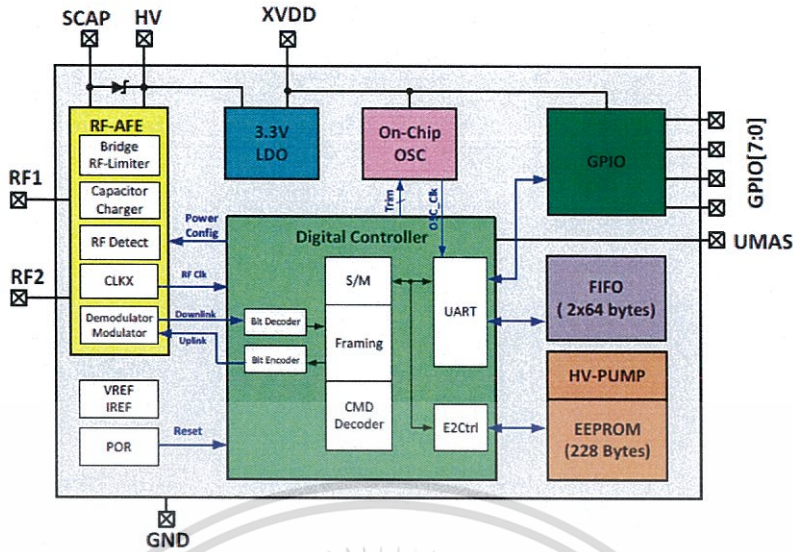 SCAP HV XVDD
RF-AFE
Bridge
RF-Limiter
Capacitor
Charger
RF Detect
CLKX
Demodulator
Modulator
RF1
RF2
3.3V
LDO
On-Chip
OSC
GPIO
GPIO[7:0]
UMAS
Trim
OSC_Clk
Power
Config
RF Clk
Downlink
Uplink
Digital Controller
Bit Decoder
Bit Encoder
S/M
Framing
CMD
Decoder
UART
E2Ctrl
FIFO
( 2x64 bytes)
HV-PUMP
EEPROM
(228 Bytes)
VREF
IREF
POR
Reset
GND